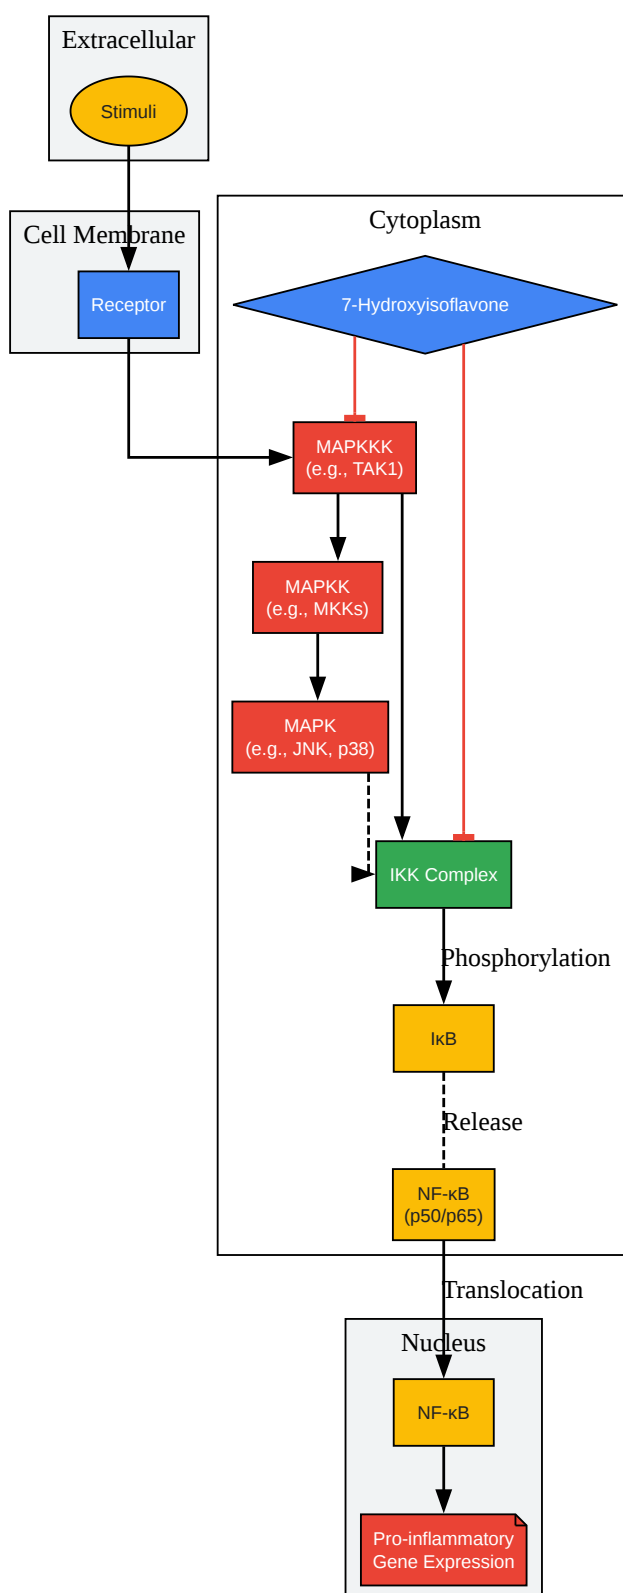 Extracellular
Stimuli
Cell Membrane
Receptor
Cytoplasm
7-Hydroxyisoflavone
MAPKKK
(e.g., TAK1)
MAPKK
(e.g., MKKs)
MAPK
(e.g., JNK, p38)
IKK Complex
Phosphorylation
IκB
Release
NF-κB
(p50/p65)
Translocation
Nucleus
NF-κB
Pro-inflammatory
Gene Expression